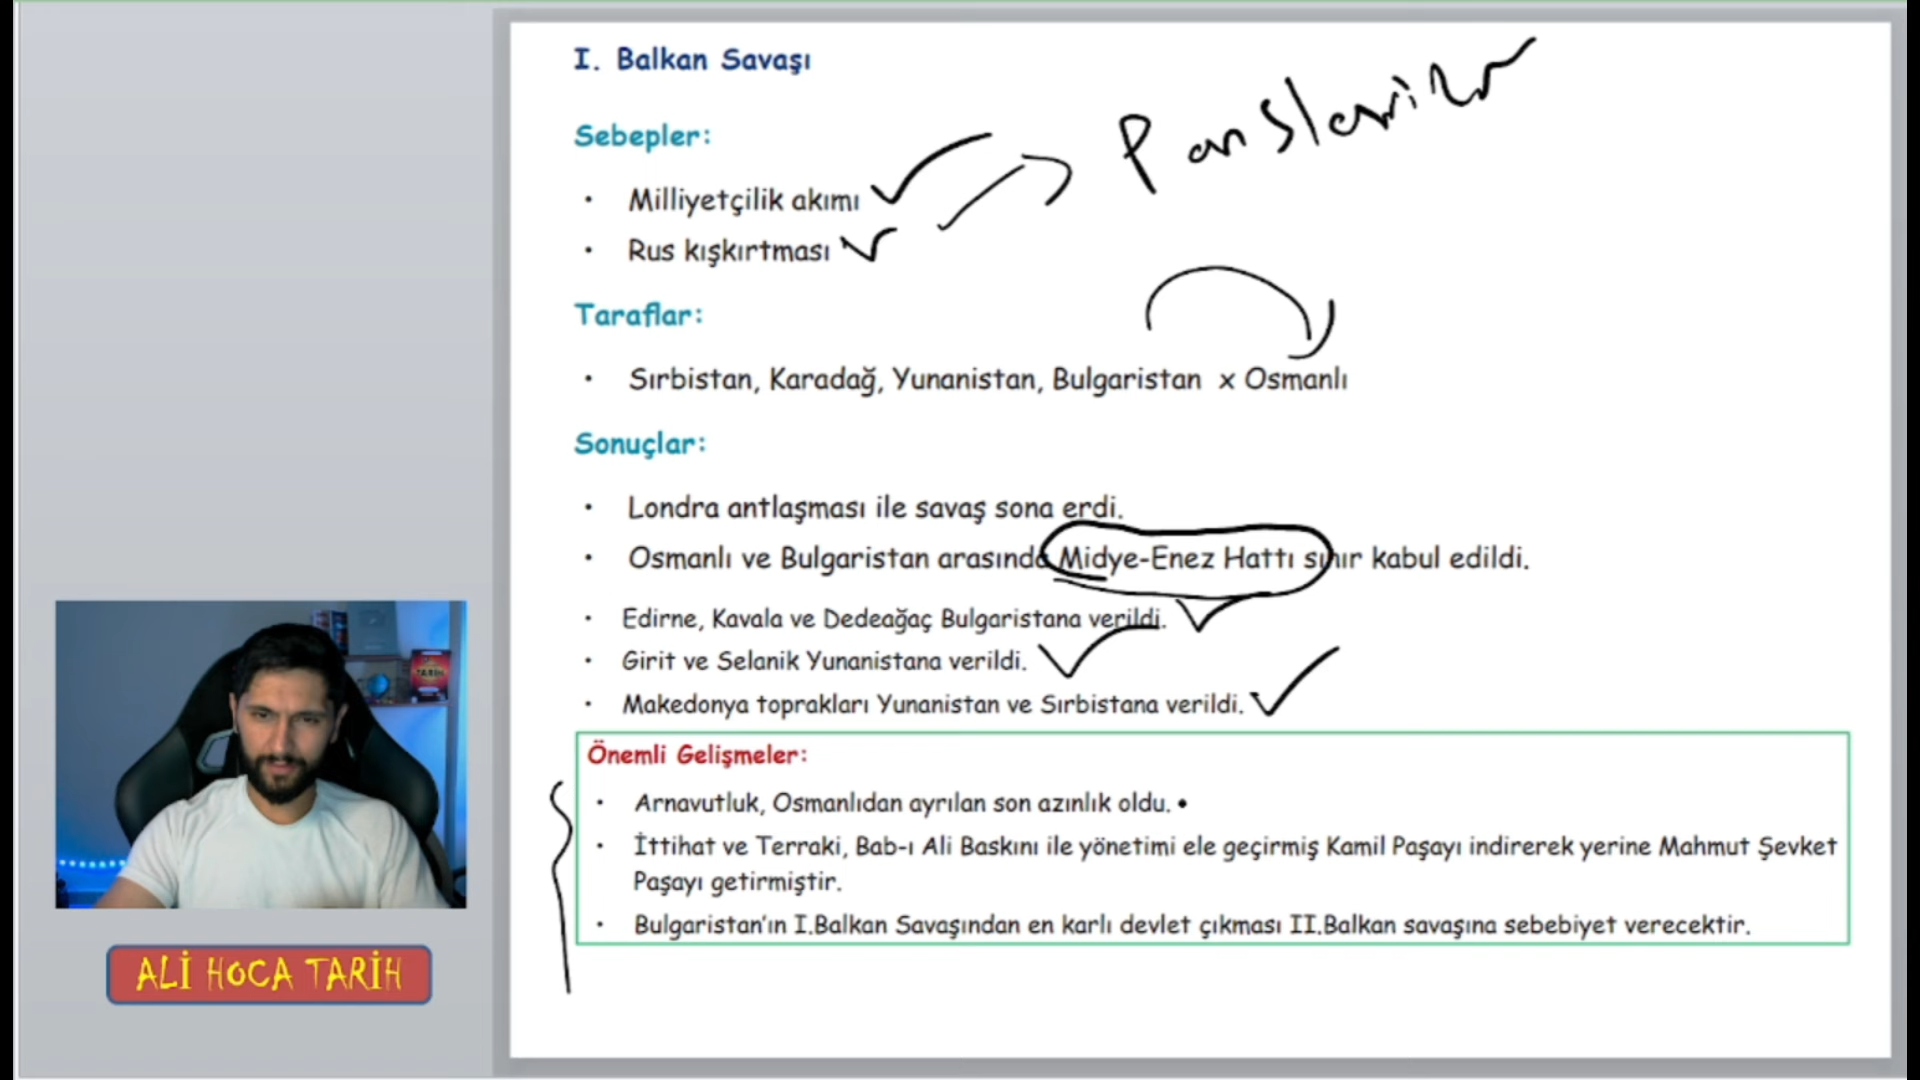 I. Balkan Savaşı
Panslavizm
Sebepler:
• Milliyetçilik akımı
• Rus kışkırtması
Taraflar:
• Sırbistan, Karadağ, Yunanistan, Bulgaristan x Osmanlı
Sonuçlar:
• Londra antlaşması ile savaş sona erdi.
• Osmanlı ve Bulgaristan arasında Midye-Enez Hattı sınır kabul edildi.
• Edirne, Kavala ve Dedeağaç Bulgaristana verildi.
• Girit ve Selanik Yunanistana verildi.
• Makedonya toprakları Yunanistan ve Sırbistana verildi.
Önemli Gelişmeler:
• Arnavutluk, Osmanlıdan ayrılan son azınlık oldu.
• İttihat ve Terraki, Bab-ı Ali Baskını ile yönetimi ele geçirmiş Kamil Paşayı indirerek yerine Mahmut Şevket
Paşayı getirmiştir.
• Bulgaristan’ın I.Balkan Savaşından en karlı devlet çıkması II.Balkan savaşına sebebiyet verecektir.
TARİH
ALİ HOCA TARİH